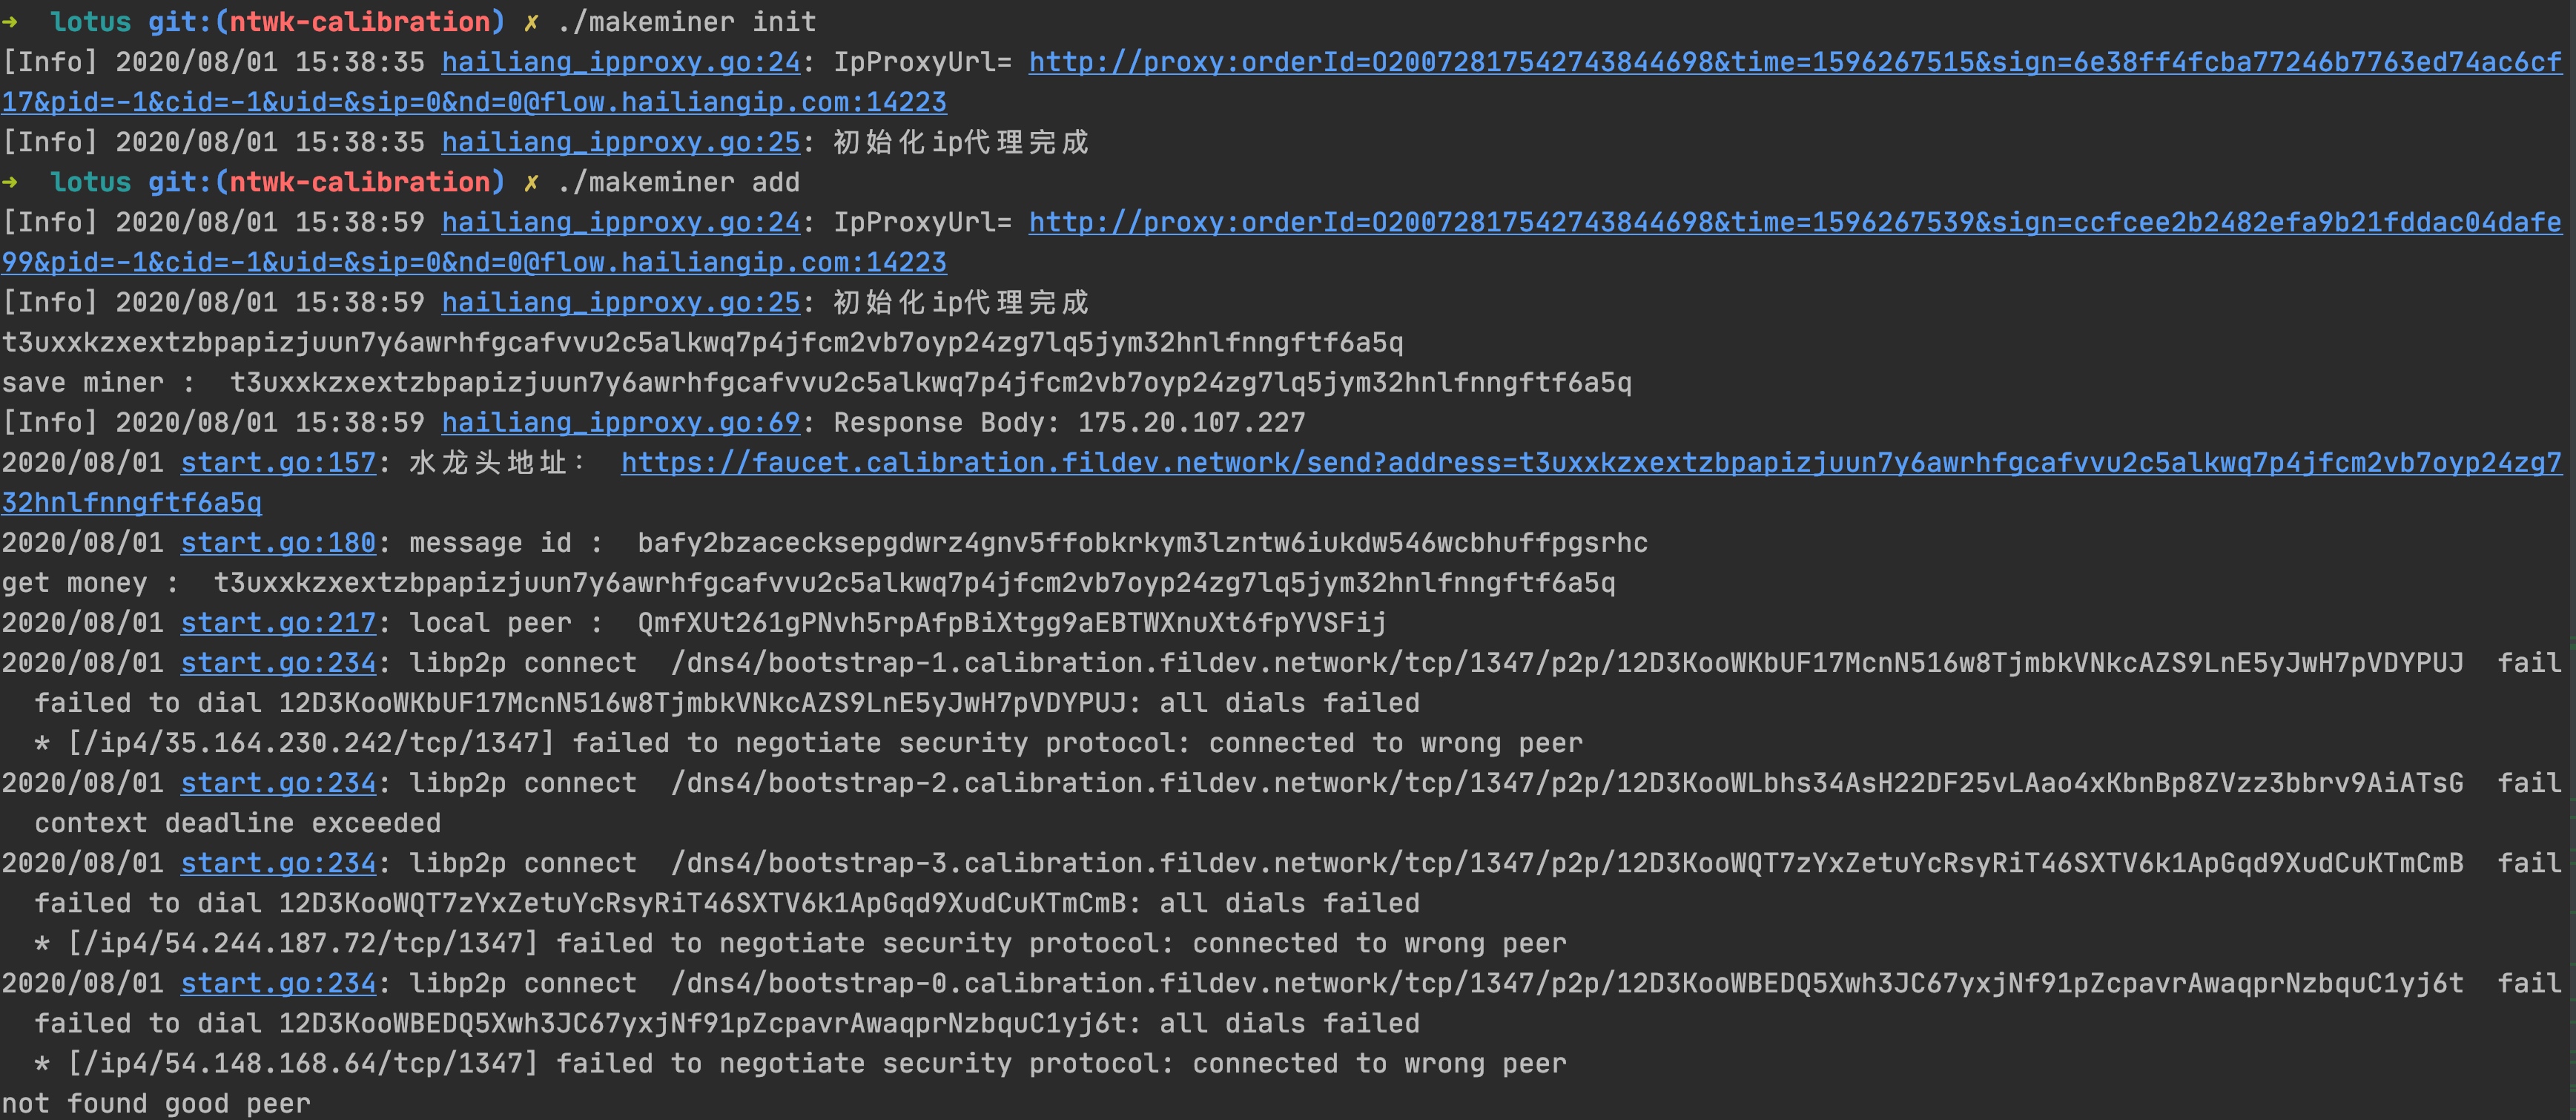 → lotus git:(ntwk-calibration) ✗ ./makeminer init
[Info] 2020/08/01 15:38:35 hailiang_ipproxy.go:24: IpProxyUrl= http://proxy:orderId=O20072817542743844698&time=1596267515&sign=6e38ff4fcba77246b7763ed74ac6cf
17&pid=-1&cid=-1&uid=&sip=0&nd=0@flow.hailiangip.com:14223
[Info] 2020/08/01 15:38:35 hailiang_ipproxy.go:25: 初始化ip代理完成
→ lotus git:(ntwk-calibration) ✗ ./makeminer add
[Info] 2020/08/01 15:38:59 hailiang_ipproxy.go:24: IpProxyUrl= http://proxy:orderId=O20072817542743844698&time=1596267539&sign=ccfcee2b2482efa9b21fddac04dafe
99&pid=-1&cid=-1&uid=&sip=0&nd=0@flow.hailiangip.com:14223
[Info] 2020/08/01 15:38:59 hailiang_ipproxy.go:25: 初始化ip代理完成
t3uxxkzxextzbpapizjuun7y6awrhfgcafvvu2c5alkwq7p4jfcm2vb7oyp24zg7lq5jym32hnlfnngftf6a5q
save miner :  t3uxxkzxextzbpapizjuun7y6awrhfgcafvvu2c5alkwq7p4jfcm2vb7oyp24zg7lq5jym32hnlfnngftf6a5q
[Info] 2020/08/01 15:38:59 hailiang_ipproxy.go:69: Response Body: 175.20.107.227
2020/08/01 start.go:157: 水龙头地址：  https://faucet.calibration.fildev.network/send?address=t3uxxkzxextzbpapizjuun7y6awrhfgcafvvu2c5alkwq7p4jfcm2vb7oyp24zg7
32hnlfnngftf6a5q
2020/08/01 start.go:180: message id :  bafy2bzacecksepgdwrz4gnv5ffobkrkym3lzntw6iukdw546wcbhuffpgsrhc
get money :  t3uxxkzxextzbpapizjuun7y6awrhfgcafvvu2c5alkwq7p4jfcm2vb7oyp24zg7lq5jym32hnlfnngftf6a5q
2020/08/01 start.go:217: local peer :  QmfXUt261gPNvh5rpAfpBiXtgg9aEBTWXnuXt6fpYVSFij
2020/08/01 start.go:234: libp2p connect  /dns4/bootstrap-1.calibration.fildev.network/tcp/1347/p2p/12D3KooWKbUF17McnN516w8TjmbkVNkcAZS9LnE5yJwH7pVDYPUJ  fail
  failed to dial 12D3KooWKbUF17McnN516w8TjmbkVNkcAZS9LnE5yJwH7pVDYPUJ: all dials failed
  * [/ip4/35.164.230.242/tcp/1347] failed to negotiate security protocol: connected to wrong peer
2020/08/01 start.go:234: libp2p connect  /dns4/bootstrap-2.calibration.fildev.network/tcp/1347/p2p/12D3KooWLbhs34AsH22DF25vLAao4xKbnBp8ZVzz3bbrv9AiATsG  fail
  context deadline exceeded
2020/08/01 start.go:234: libp2p connect  /dns4/bootstrap-3.calibration.fildev.network/tcp/1347/p2p/12D3KooWQT7zYxZetuYcRsyRiT46SXTV6k1ApGqd9XudCuKTmCmB  fail
  failed to dial 12D3KooWQT7zYxZetuYcRsyRiT46SXTV6k1ApGqd9XudCuKTmCmB: all dials failed
  * [/ip4/54.244.187.72/tcp/1347] failed to negotiate security protocol: connected to wrong peer
2020/08/01 start.go:234: libp2p connect  /dns4/bootstrap-0.calibration.fildev.network/tcp/1347/p2p/12D3KooWBEDQ5Xwh3JC67yxjNf91pZcpavrAwaqprNzbquC1yj6t  fail
  failed to dial 12D3KooWBEDQ5Xwh3JC67yxjNf91pZcpavrAwaqprNzbquC1yj6t: all dials failed
  * [/ip4/54.148.168.64/tcp/1347] failed to negotiate security protocol: connected to wrong peer
not found good peer